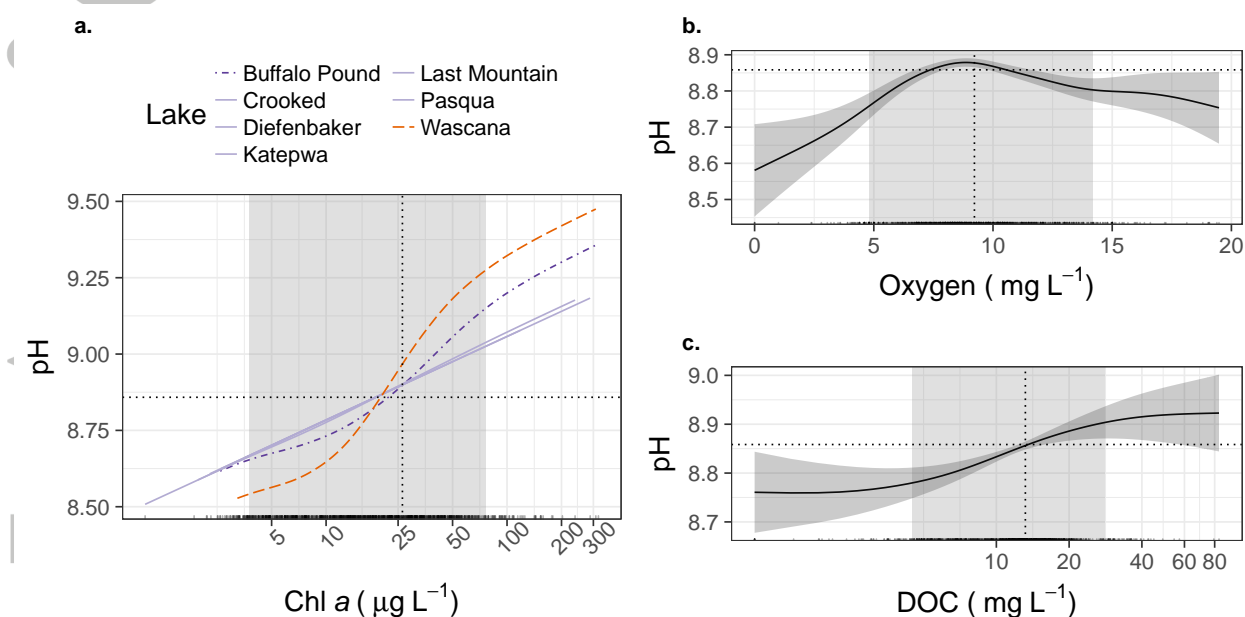 a.
Lake
Buffalo Pound
Crooked
Diefenbaker
Katepwa
Last Mountain
Pasqua
Wascana
pH
9.50
9.25
9.00
8.75
8.50
5 10 25 50 100 200 300
Chl a ( μg L⁻¹)
b.
pH
8.9
8.8
8.7
8.6
8.5
0 5 10 15 20
Oxygen ( mg L⁻¹)
c.
pH
9.0
8.9
8.8
8.7
10 20 40 60 80
DOC ( mg L⁻¹)